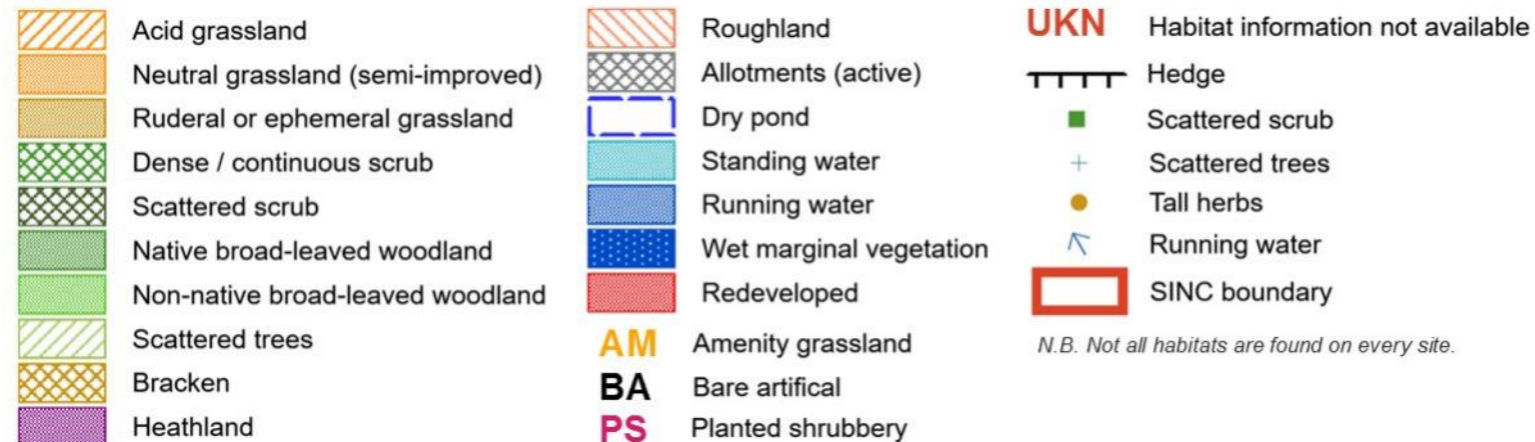 Acid grassland
Neutral grassland (semi-improved)
Ruderal or ephemeral grassland
Dense / continuous scrub
Scattered scrub
Native broad-leaved woodland
Non-native broad-leaved woodland
Scattered trees
Bracken
Heathland
Roughland
Allotments (active)
Dry pond
Standing water
Running water
Wet marginal vegetation
Redeveloped
AM Amenity grassland
BA Bare artifical
PS Planted shrubbery
UKN Habitat information not available
Hedge
Scattered scrub
Scattered trees
Tall herbs
Running water
SINC boundary
N.B. Not all habitats are found on every site.